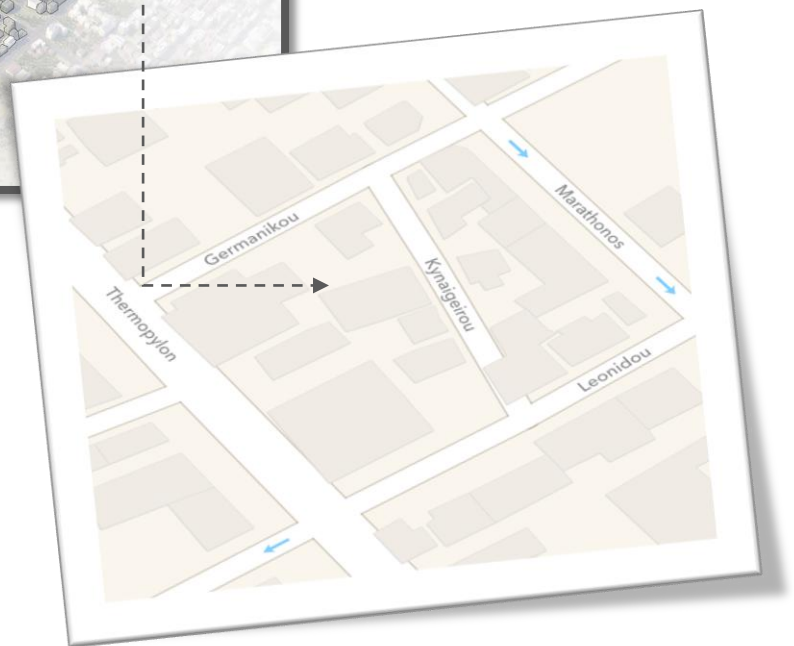 Germanikou
Marathonos
Kynaigeirou
Thermopylon
Leonidou